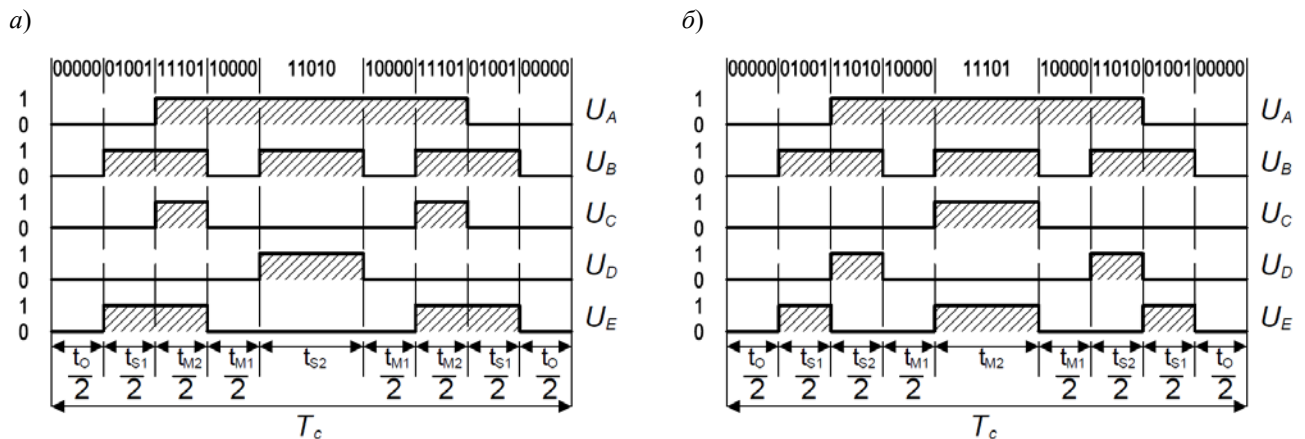 а) б)
00000 01001 11101 10000 11010 10000 11101 01001 00000
1
0
U_A
1
0
U_B
1
0
U_C
1
0
U_D
1
0
U_E
t_O/2 t_S1/2 t_M2/2 t_M1/2 t_S2 t_M1/2 t_M2/2 t_S1/2 t_O/2
T_c
00000 01001 11010 10000 11101 10000 11010 01001 00000
1
0
U_A
1
0
U_B
1
0
U_C
1
0
U_D
1
0
U_E
t_O/2 t_S1/2 t_S2/2 t_M1/2 t_M2 t_M1/2 t_S2/2 t_S1/2 t_O/2
T_c